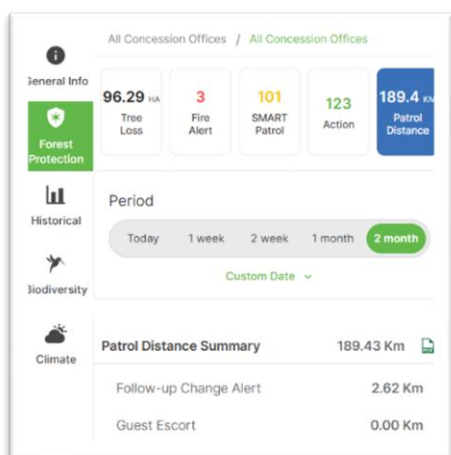 All Concession Offices / All Concession Offices
General Info
Forest
Protection
Historical
Biodiversity
Climate
96.29 HA
Tree
Loss
3
Fire
Alert
101
SMART
Patrol
123
Action
189.4 KM
Patrol
Distance
Period
Today 1 week 2 week 1 month 2 month
Custom Date
Patrol Distance Summary 189.43 Km
Follow-up Change Alert 2.62 Km
Guest Escort 0.00 Km